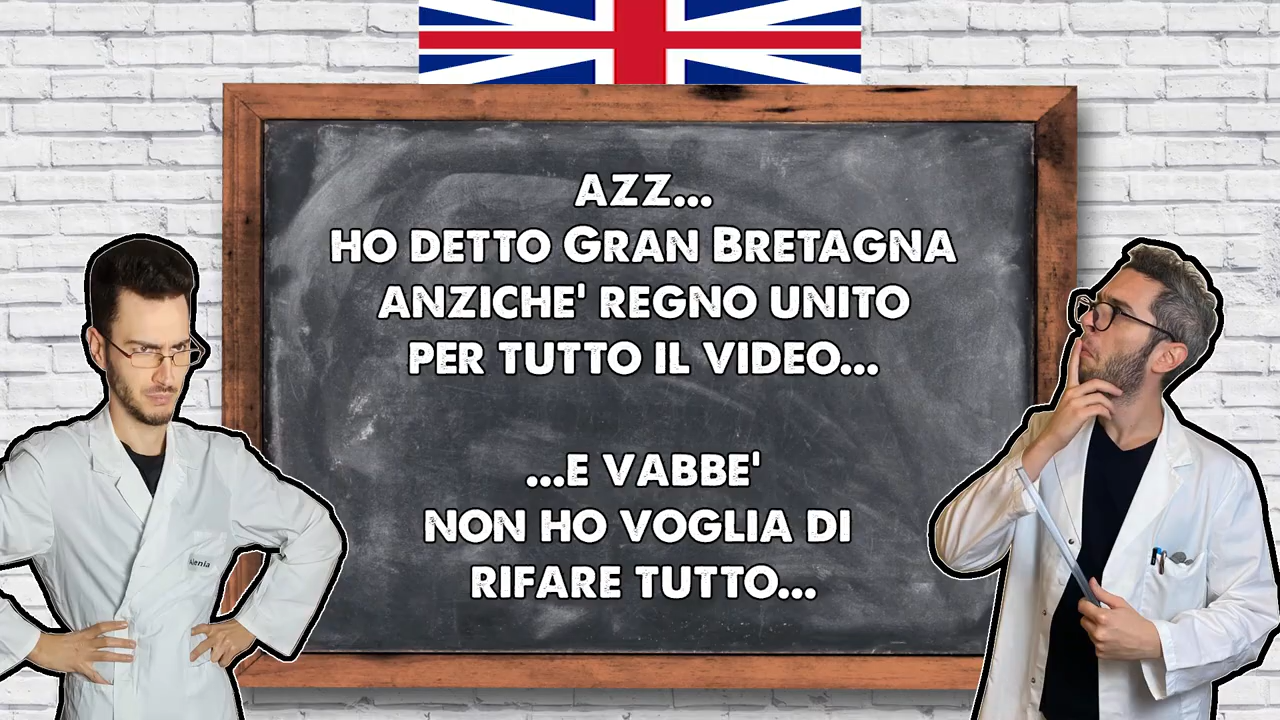 AZZ...
HO DETTO GRAN BRETAGNA
ANZICHE' REGNO UNITO
PER TUTTO IL VIDEO...
...E VABBE'
NON HO VOGLIA DI
RIFARE TUTTO...